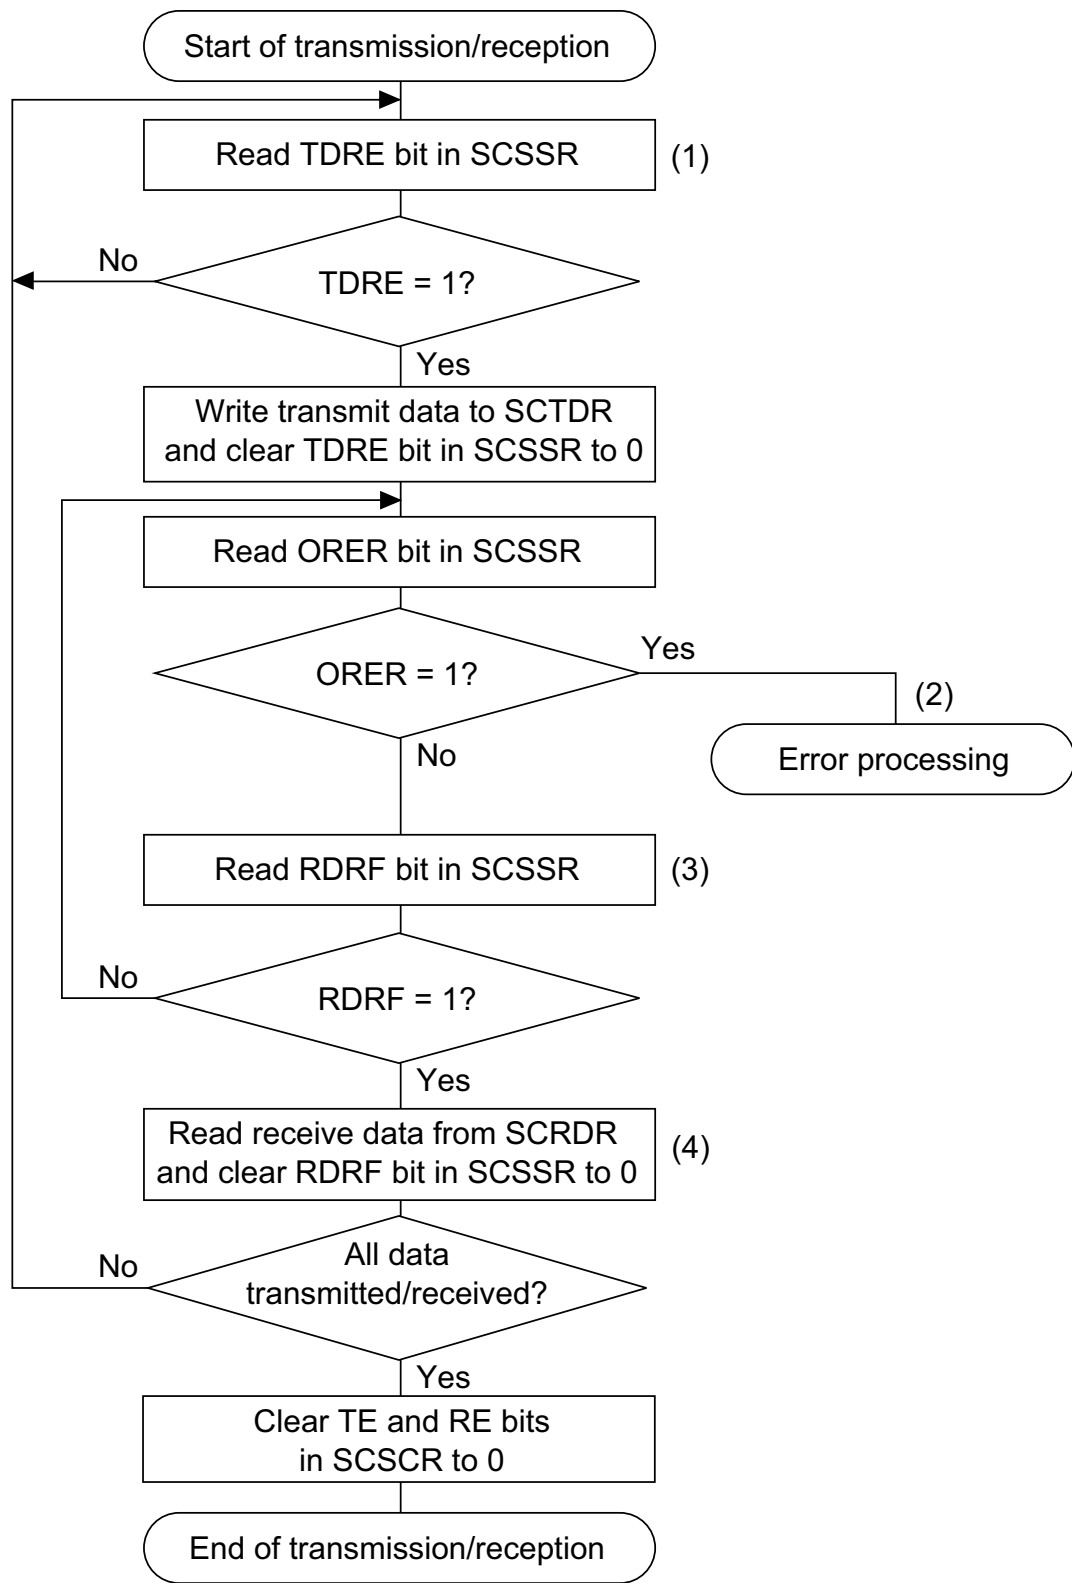 Start of transmission/reception
Read TDRE bit in SCSSR
(1)
No
TDRE = 1?
Yes
Write transmit data to SCTDR
and clear TDRE bit in SCSSR to 0
Read ORER bit in SCSSR
Yes
ORER = 1?
(2)
No
Error processing
Read RDRF bit in SCSSR
(3)
No
RDRF = 1?
Yes
Read receive data from SCRDR
and clear RDRF bit in SCSSR to 0
(4)
All data
No
transmitted/received?
Yes
Clear TE and RE bits
in SCSCR to 0
End of transmission/reception